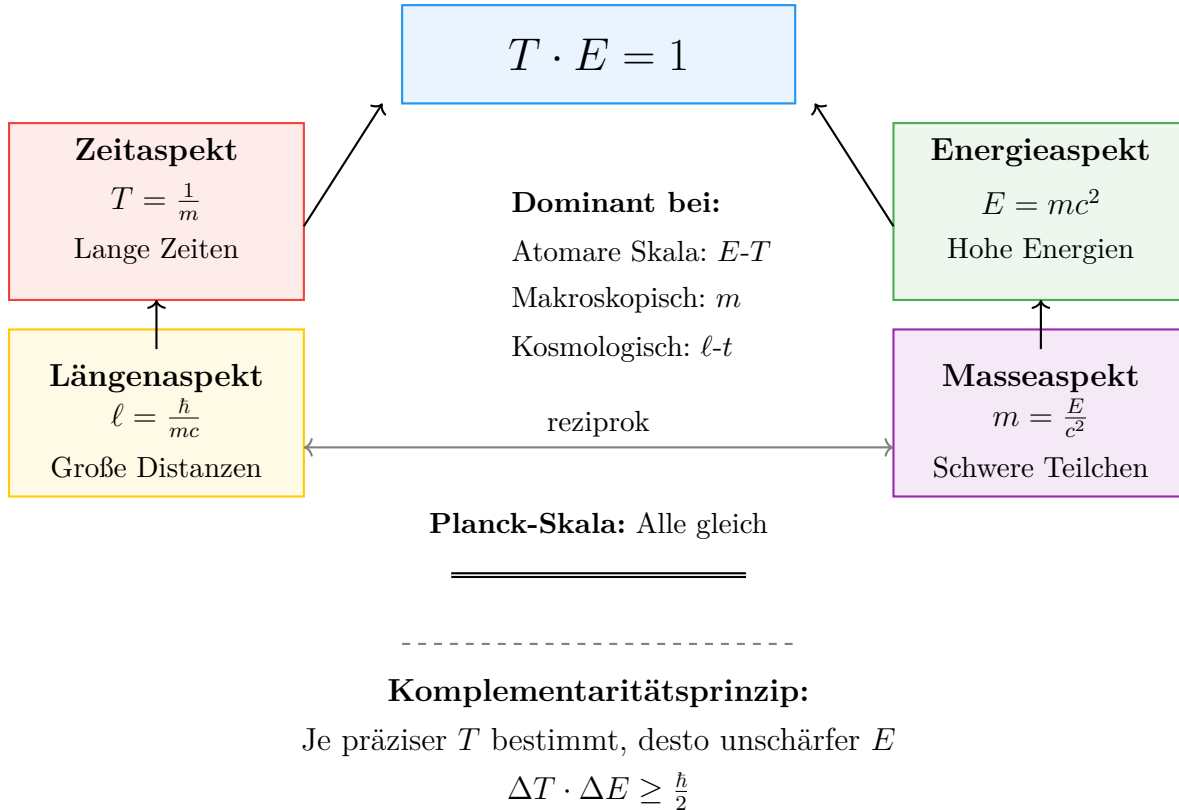 T · E = 1
Zeitaspekt
T = 1/m
Lange Zeiten
Energieaspekt
E = mc²
Hohe Energien
Dominant bei:
Atomare Skala: E-T
Makroskopisch: m
Kosmologisch: ℓ-t
Längenaspekt
ℓ = ħ/mc
Große Distanzen
reziprok
Masseaspekt
m = E/c²
Schwere Teilchen
Planck-Skala: Alle gleich
Komplementaritätsprinzip:
Je präziser T bestimmt, desto unschärfer E
ΔT · ΔE ≥ ħ/2